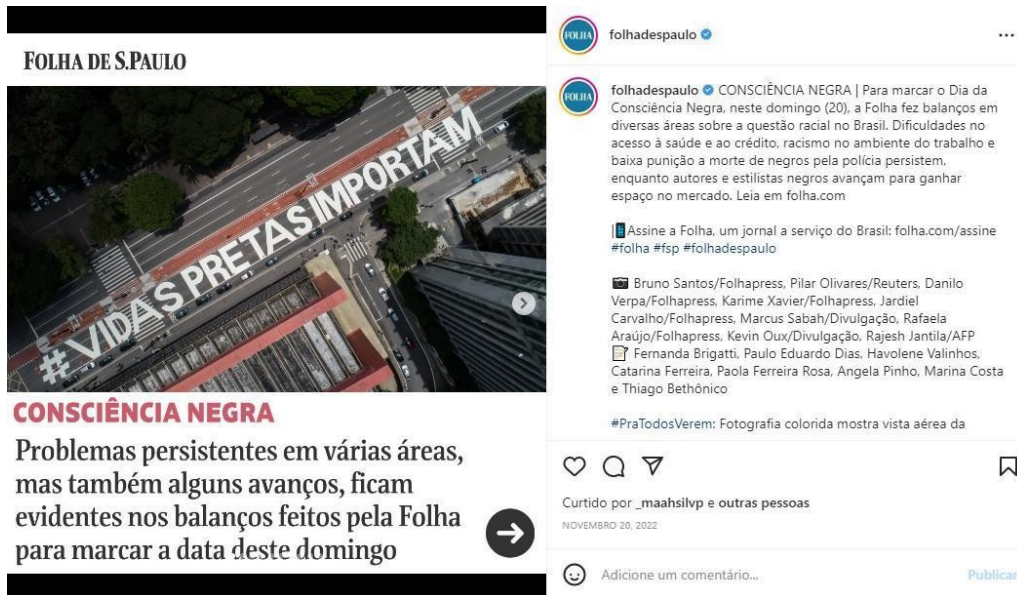 FOLHA DE S.PAULO
#VIDAS PRETAS IMPORTAM
CONSCIÊNCIA NEGRA
Problemas persistentes em várias áreas,
mas também alguns avanços, ficam
evidentes nos balanços feitos pela Folha
para marcar a data deste domingo
FOLHA
folhadespaulo
FOLHA
folhadespaulo CONSCIÊNCIA NEGRA | Para marcar o Dia da
Consciência Negra, neste domingo (20), a Folha fez balanços em
diversas áreas sobre a questão racial no Brasil. Dificuldades no
acesso à saúde e ao crédito, racismo no ambiente do trabalho e
baixa punição a morte de negros pela polícia persistem,
enquanto autores e estilistas negros avançam para ganhar
espaço no mercado. Leia em folha.com
|📱Assine a Folha, um jornal a serviço do Brasil: folha.com/assine
#folha #fsp #folhadespaulo
📷 Bruno Santos/Folhapress, Pilar Olivares/Reuters, Danilo
Verpa/Folhapress, Karime Xavier/Folhapress, Jardiel
Carvalho/Folhapress, Marcus Sabah/Divulgação, Rafaela
Araújo/Folhapress, Kevin Oux/Divulgação, Rajesh Jantila/AFP
📝 Fernanda Brigatti, Paulo Eduardo Dias, Havolene Valinhos,
Catarina Ferreira, Paola Ferreira Rosa, Angela Pinho, Marina Costa
e Thiago Bethônico
#PraTodosVerem: Fotografia colorida mostra vista aérea da
Curtido por _maahsilvp e outras pessoas
NOVEMBRO 20, 2022
Adicione um comentário...
Publicar